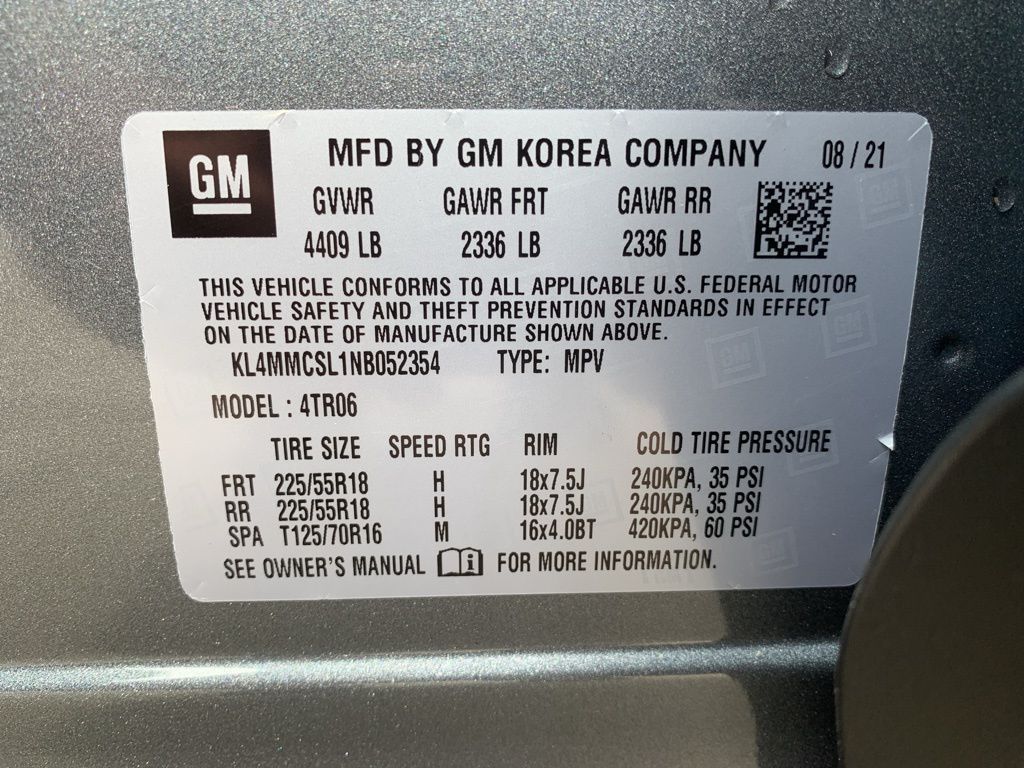 GM
MFD BY GM KOREA COMPANY 08 / 21
GVWR GAWR FRT GAWR RR
4409 LB 2336 LB 2336 LB
THIS VEHICLE CONFORMS TO ALL APPLICABLE U.S. FEDERAL MOTOR
VEHICLE SAFETY AND THEFT PREVENTION STANDARDS IN EFFECT
ON THE DATE OF MANUFACTURE SHOWN ABOVE.
KL4MMCSL1NB052354 TYPE: MPV
MODEL : 4TR06
TIRE SIZE SPEED RTG RIM COLD TIRE PRESSURE
FRT 225/55R18 H 18x7.5J 240KPA, 35 PSI
RR 225/55R18 H 18x7.5J 240KPA, 35 PSI
SPA T125/70R16 M 16x4.0BT 420KPA, 60 PSI
SEE OWNER'S MANUAL i FOR MORE INFORMATION.